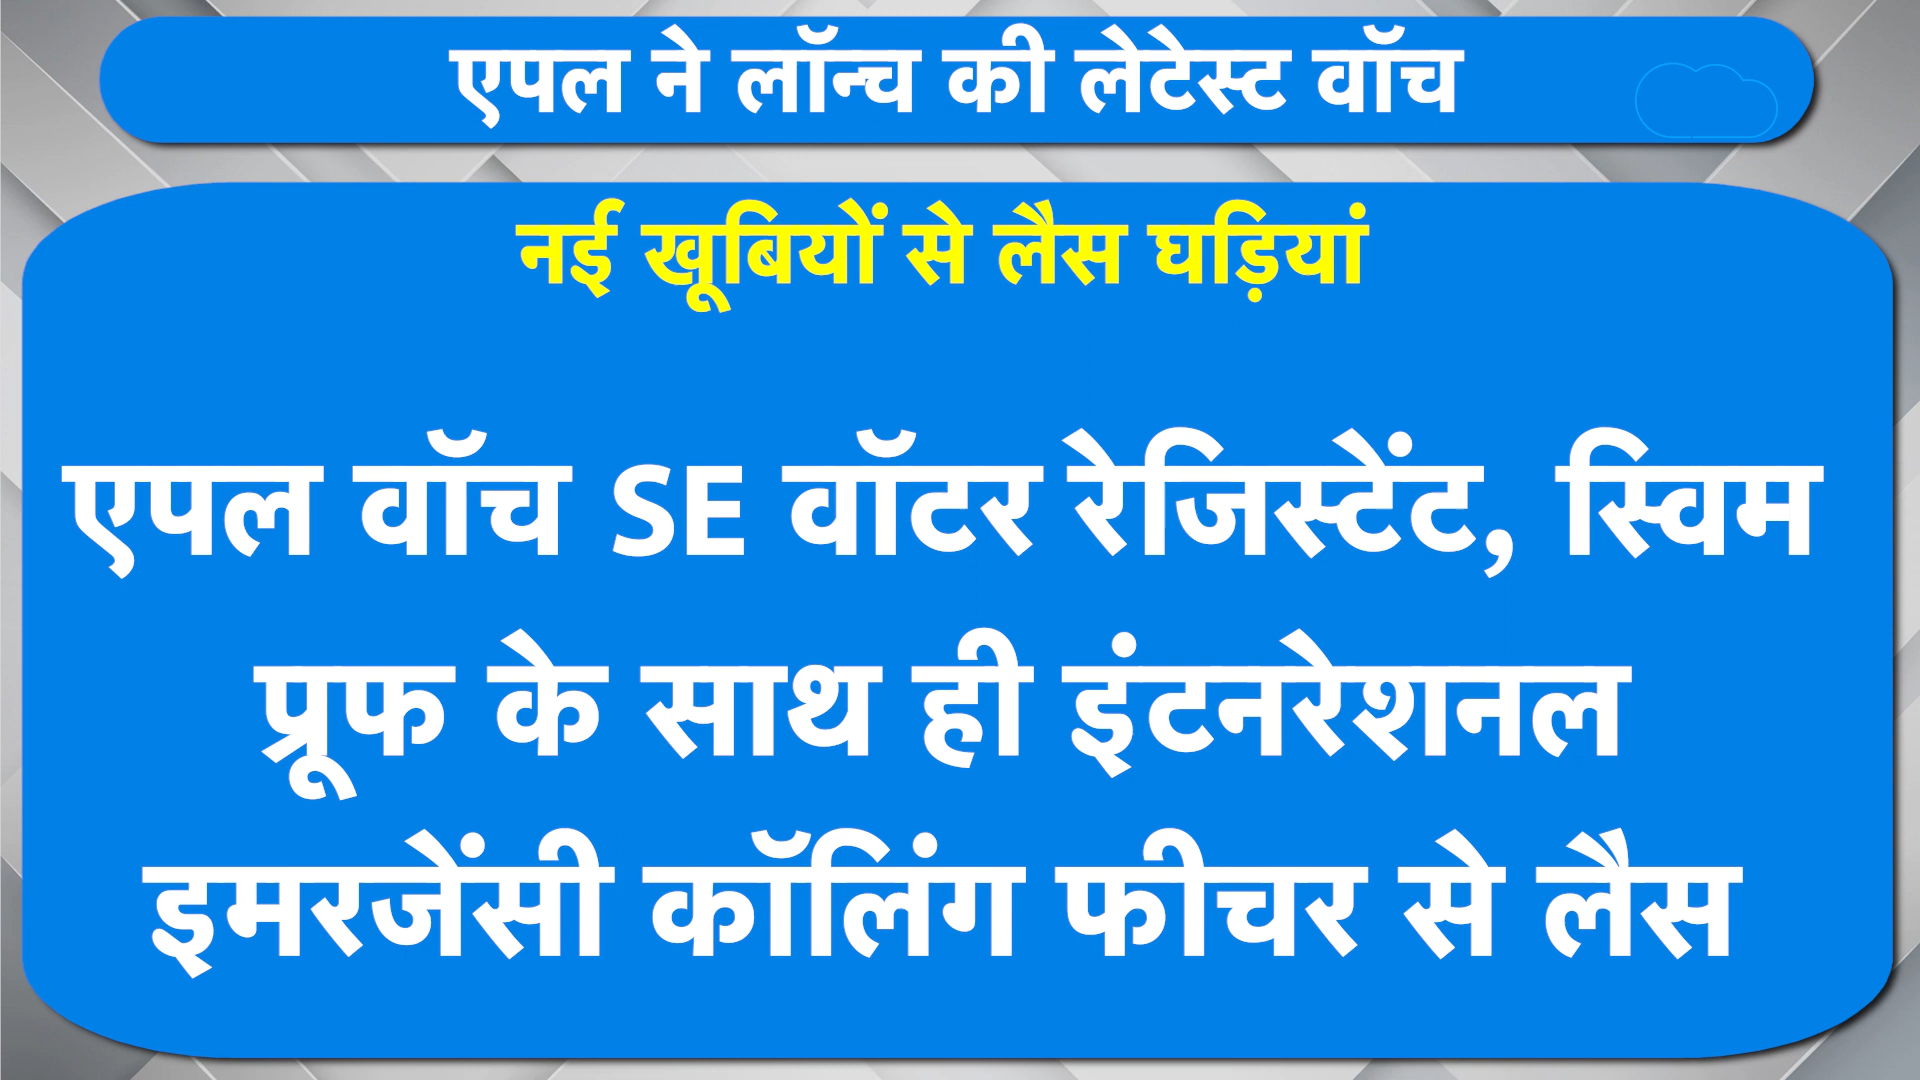 एपल ने लॉन्च की लेटेस्ट वॉच
नई खूबियों से लैस घड़ियां
एपल वॉच SE वॉटर रेजिस्टेंट, स्विम
प्रूफ के साथ ही इंटनरेशनल
इमरजेंसी कॉलिंग फीचर से लैस